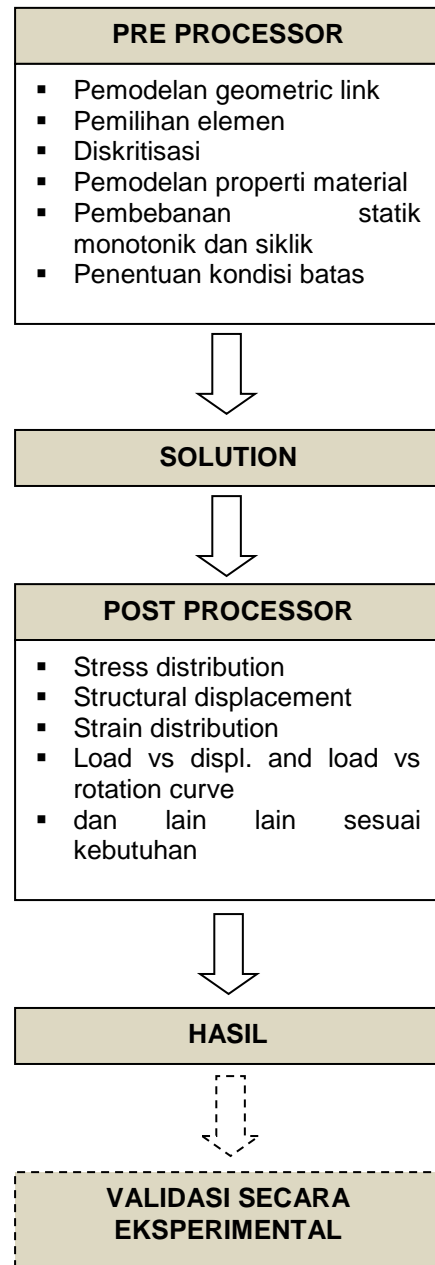 PRE PROCESSOR
▪ Pemodelan geometric link
▪ Pemilihan elemen
▪ Diskritisasi
▪ Pemodelan properti material
▪ Pembebanan statik
monotonik dan siklik
▪ Penentuan kondisi batas
SOLUTION
POST PROCESSOR
▪ Stress distribution
▪ Structural displacement
▪ Strain distribution
▪ Load vs displ. and load vs
rotation curve
▪ dan lain lain sesuai
kebutuhan
HASIL
VALIDASI SECARA
EKSPERIMENTAL